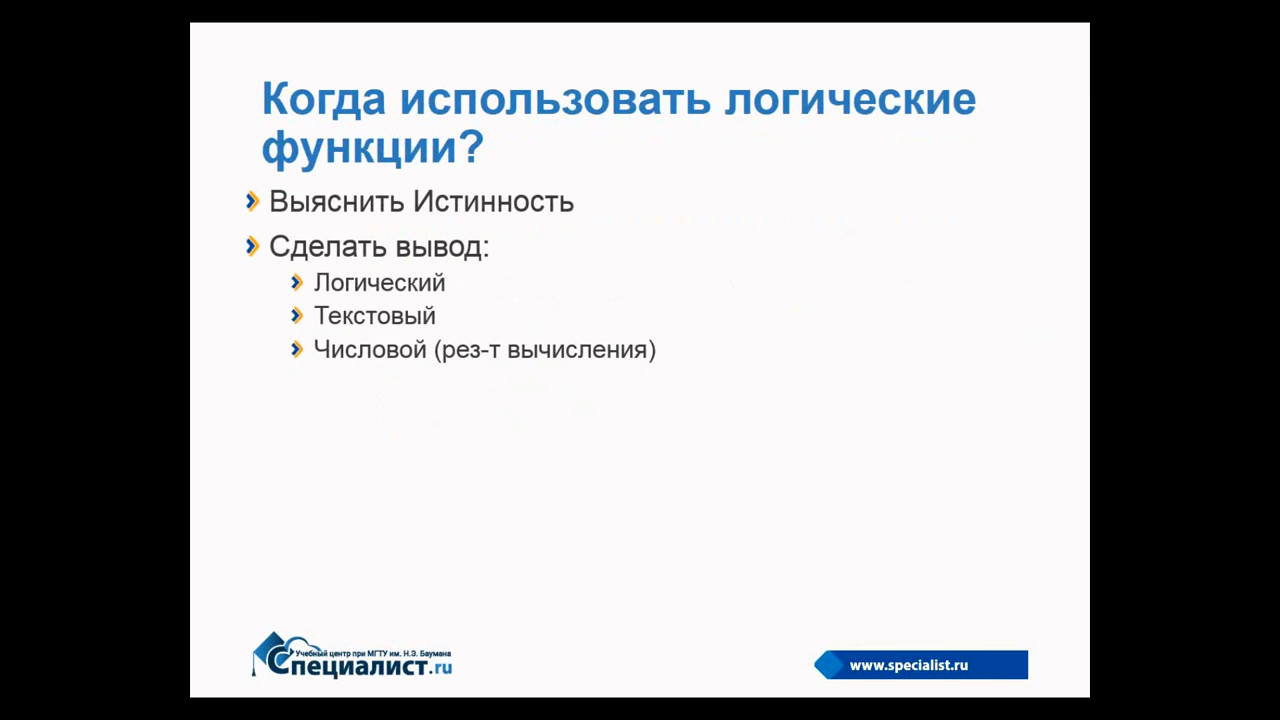 Когда использовать логические
функции?
Выяснить Истинность
Сделать вывод:
Логический
Текстовый
Числовой (рез-т вычисления)
Учебный центр при МГТУ им. Н.Э. Баумана
Специалист.ru
www.specialist.ru